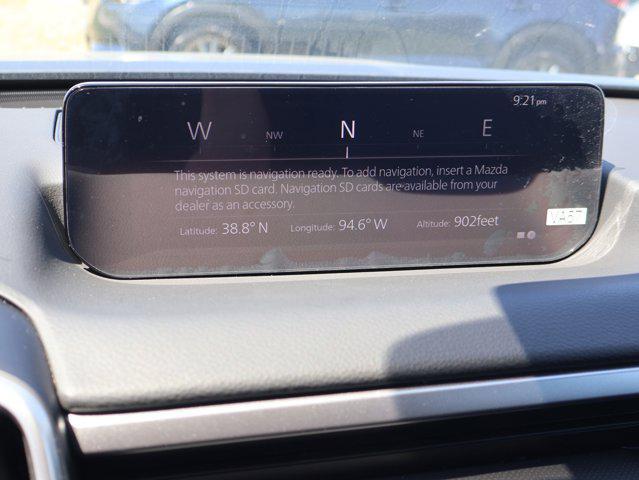 9:21pm
W NW N NE E
This system is navigation ready. To add navigation, insert a Mazda
navigation SD card. Navigation SD cards are available from your
dealer as an accessory.
Latitude: 38.8° N Longitude: 94.6° W Altitude: 902feet
VA67